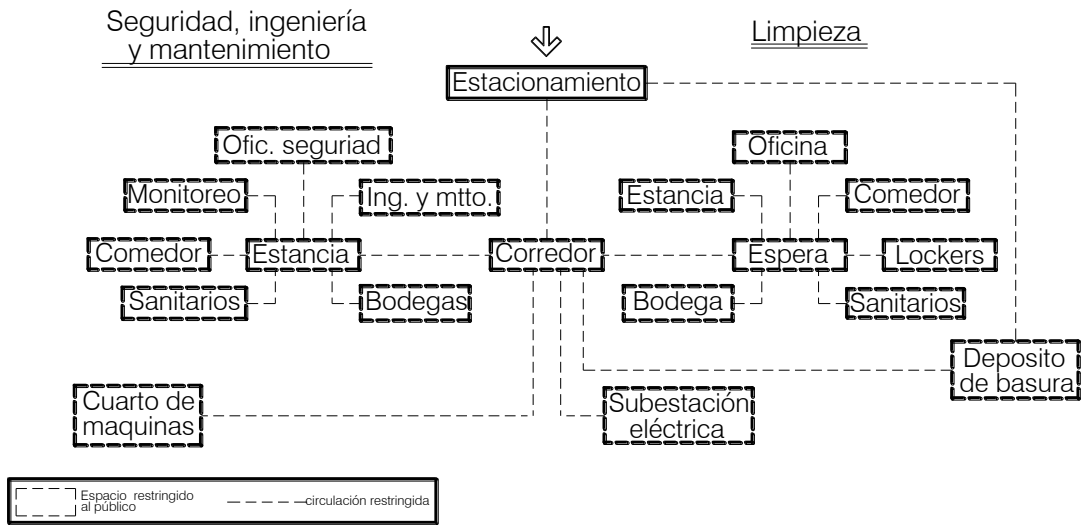 Seguridad, ingeniería
y mantenimiento
Limpieza
Estacionamiento
Ofic. seguriad
Oficina
Monitoreo
Ing. y mtto.
Estancia
Comedor
Comedor
Estancia
Corredor
Espera
Lockers
Sanitarios
Bodegas
Bodega
Sanitarios
Deposito
de basura
Cuarto de
maquinas
Subestación
eléctrica
Espacio restringido
al público
circulación restringida